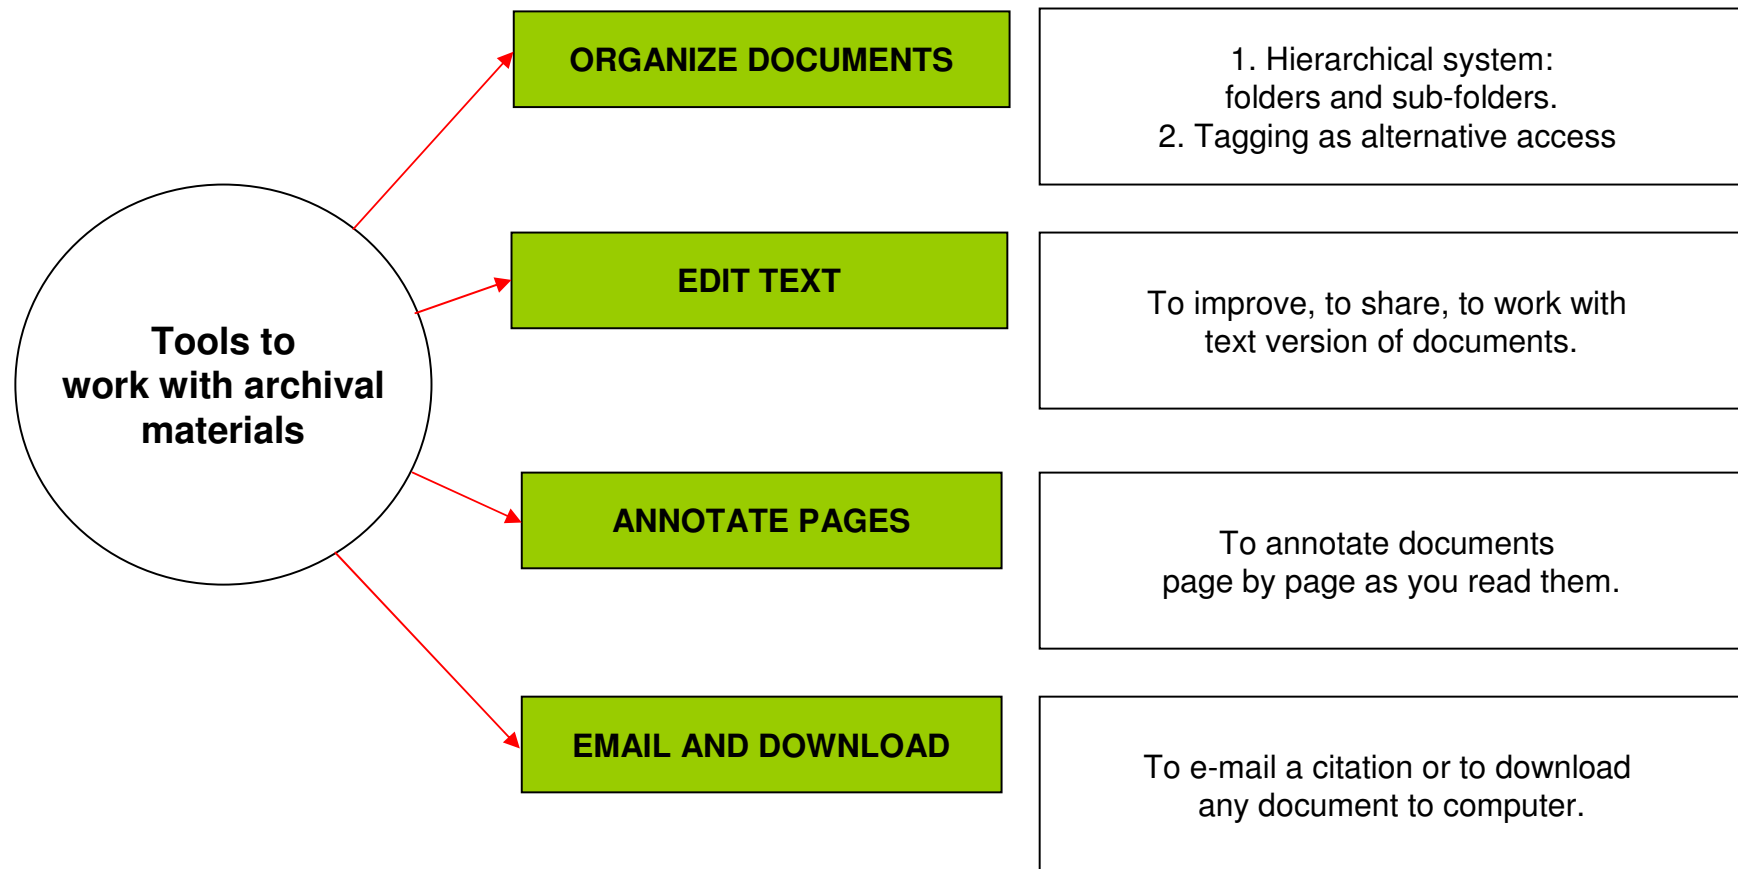 Tools to
work with archival
materials
ORGANIZE DOCUMENTS
1. Hierarchical system:
folders and sub-folders.
2. Tagging as alternative access
EDIT TEXT
To improve, to share, to work with
text version of documents.
ANNOTATE PAGES
To annotate documents
page by page as you read them.
EMAIL AND DOWNLOAD
To e-mail a citation or to download
any document to computer.